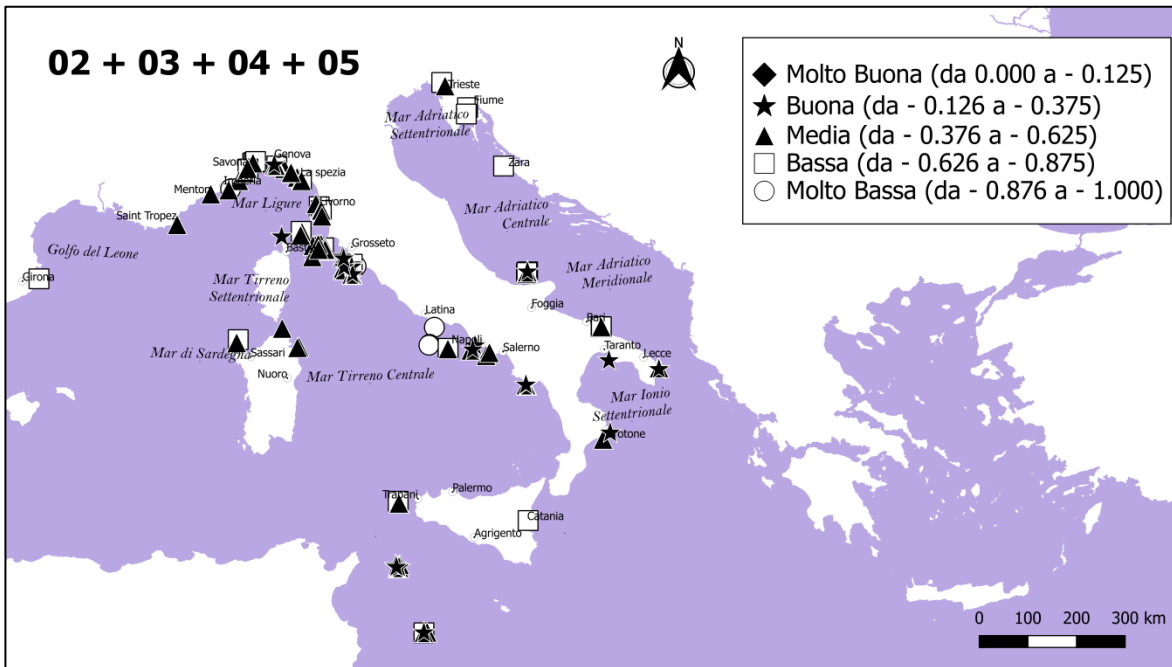 02 + 03 + 04 + 05
N
Molto Buona (da 0.000 a - 0.125)
Buona (da - 0.126 a - 0.375)
Media (da - 0.376 a - 0.625)
Bassa (da - 0.626 a - 0.875)
Molto Bassa (da - 0.876 a - 1.000)
Trieste
Fiume
Mar Adriatico
Settentrionale
Zara
Savona
Genova
La spezia
Menton
Mar Ligure
Livorno
Saint Tropez
Mar Adriatico
Centrale
Golfo del Leone
Grosseto
Girona
Mar Tirreno
Settentrionale
Mar Adriatico
Meridionale
Foggia
Latina
Bari
Mar di Sardegna
Sassari
Napoli
Salerno
Taranto
Lecce
Nuoro
Mar Tirreno Centrale
Mar Ionio
Settentrionale
Trapani
Palermo
Catania
Agrigento
0 100 200 300 km